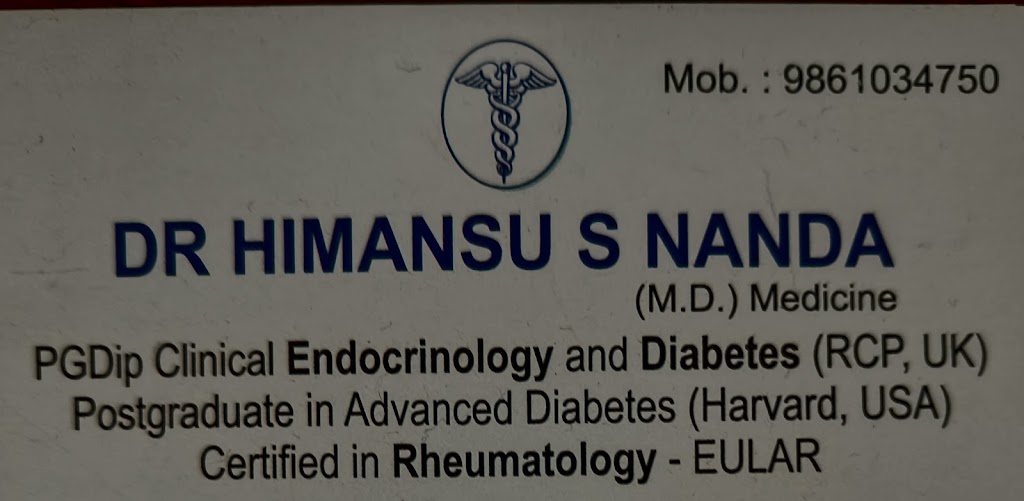 Mob. : 9861034750
DR HIMANSU S NANDA
(M.D.) Medicine
PGDip Clinical Endocrinology and Diabetes (RCP, UK)
Postgraduate in Advanced Diabetes (Harvard, USA)
Certified in Rheumatology - EULAR